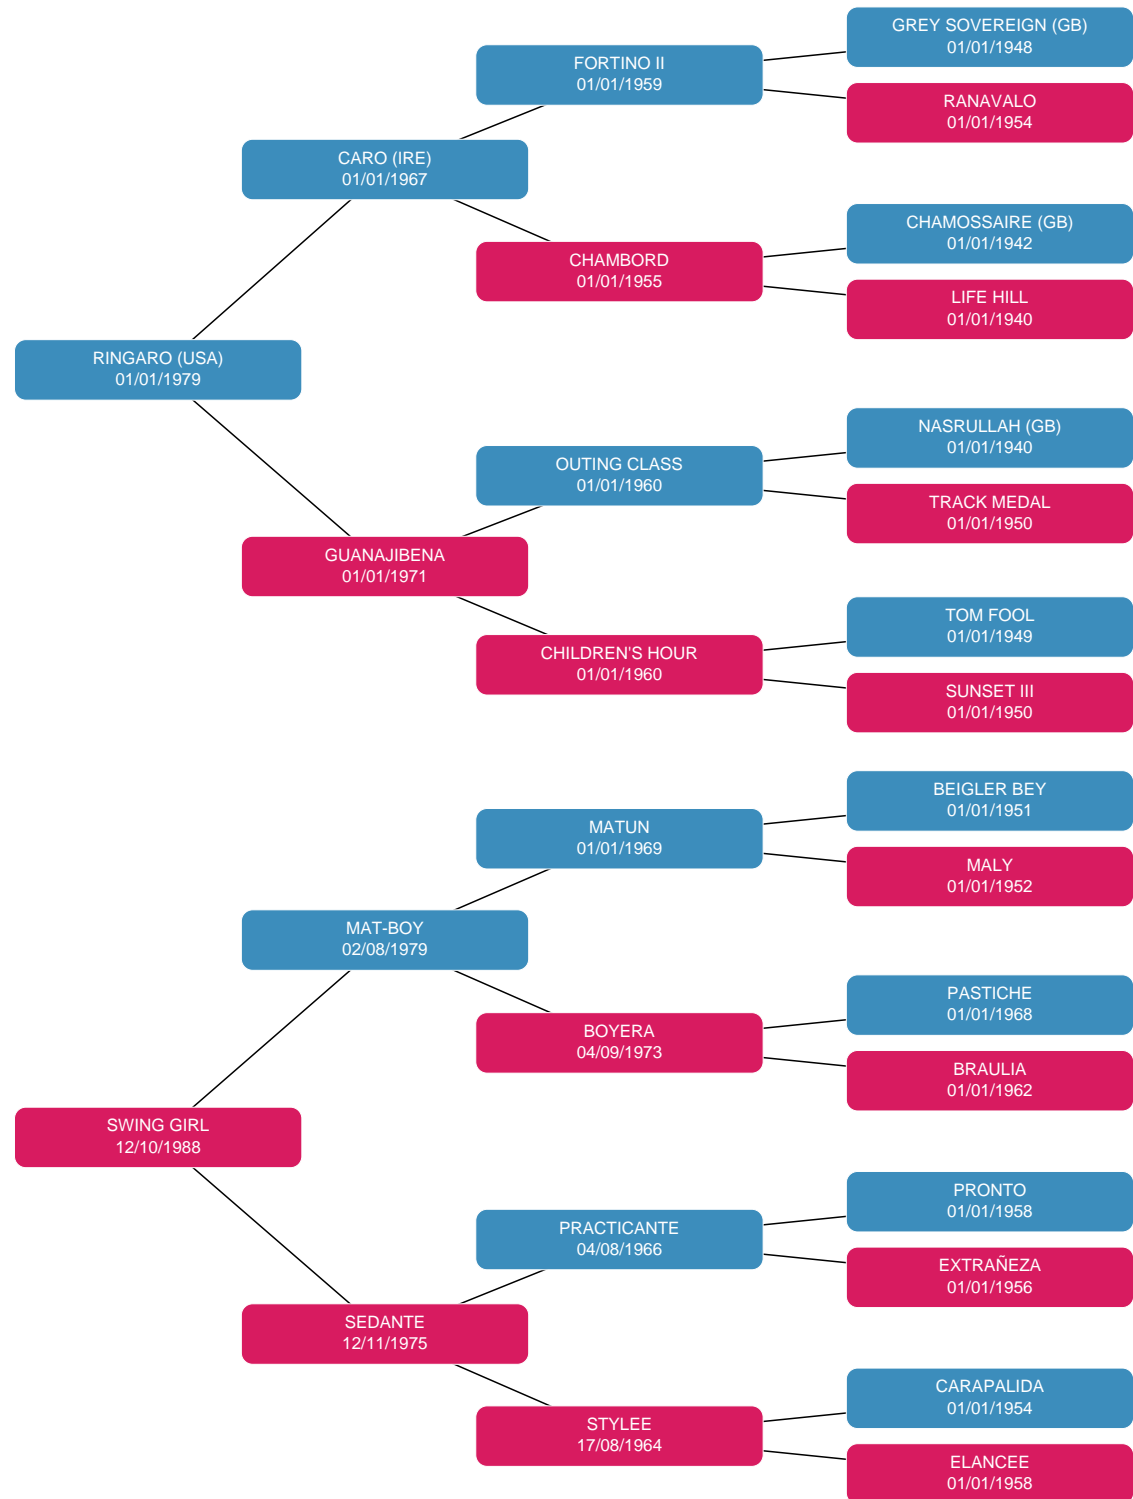 GREY SOVEREIGN (GB)
01/01/1948
FORTINO II
01/01/1959
RANAVALO
01/01/1954
CARO (IRE)
01/01/1967
CHAMOSSAIRE (GB)
01/01/1942
CHAMBORD
01/01/1955
LIFE HILL
01/01/1940
RINGARO (USA)
01/01/1979
NASRULLAH (GB)
01/01/1940
OUTING CLASS
01/01/1960
TRACK MEDAL
01/01/1950
GUANAJIBENA
01/01/1971
TOM FOOL
01/01/1949
CHILDREN'S HOUR
01/01/1960
SUNSET III
01/01/1950
BEIGLER BEY
01/01/1951
MATUN
01/01/1969
MALY
01/01/1952
MAT-BOY
02/08/1979
PASTICHE
01/01/1968
BOYERA
04/09/1973
BRAULIA
01/01/1962
SWING GIRL
12/10/1988
PRONTO
01/01/1958
PRACTICANTE
04/08/1966
EXTRAÑEZA
01/01/1956
SEDANTE
12/11/1975
CARAPALIDA
01/01/1954
STYLEE
17/08/1964
ELANCEE
01/01/1958